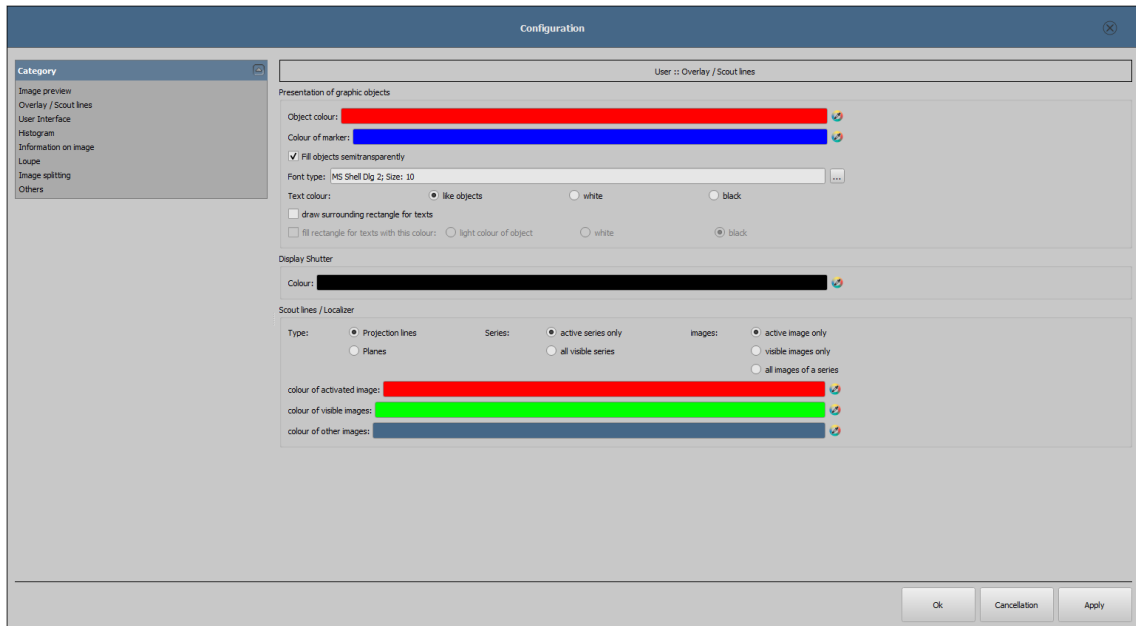 Configuration
Category
Image preview
Overlay / Scout lines
User Interface
Histogram
Information on image
Loupe
Image splitting
Others
User :: Overlay / Scout lines
Presentation of graphic objects
Object colour:
Colour of marker:
Fill objects semitransparently
Font type: MS Shell Dlg 2; Size: 10 ...
Text colour: like objects white black
draw surrounding rectangle for texts
fill rectangle for texts with this colour: light colour of object white black
Display Shutter
Colour:
Scout lines / Localizer
Type: Projection lines Series: active series only images: active image only
Planes all visible series visible images only
all images of a series
colour of activated image:
colour of visible images:
colour of other images:
Ok Cancellation Apply